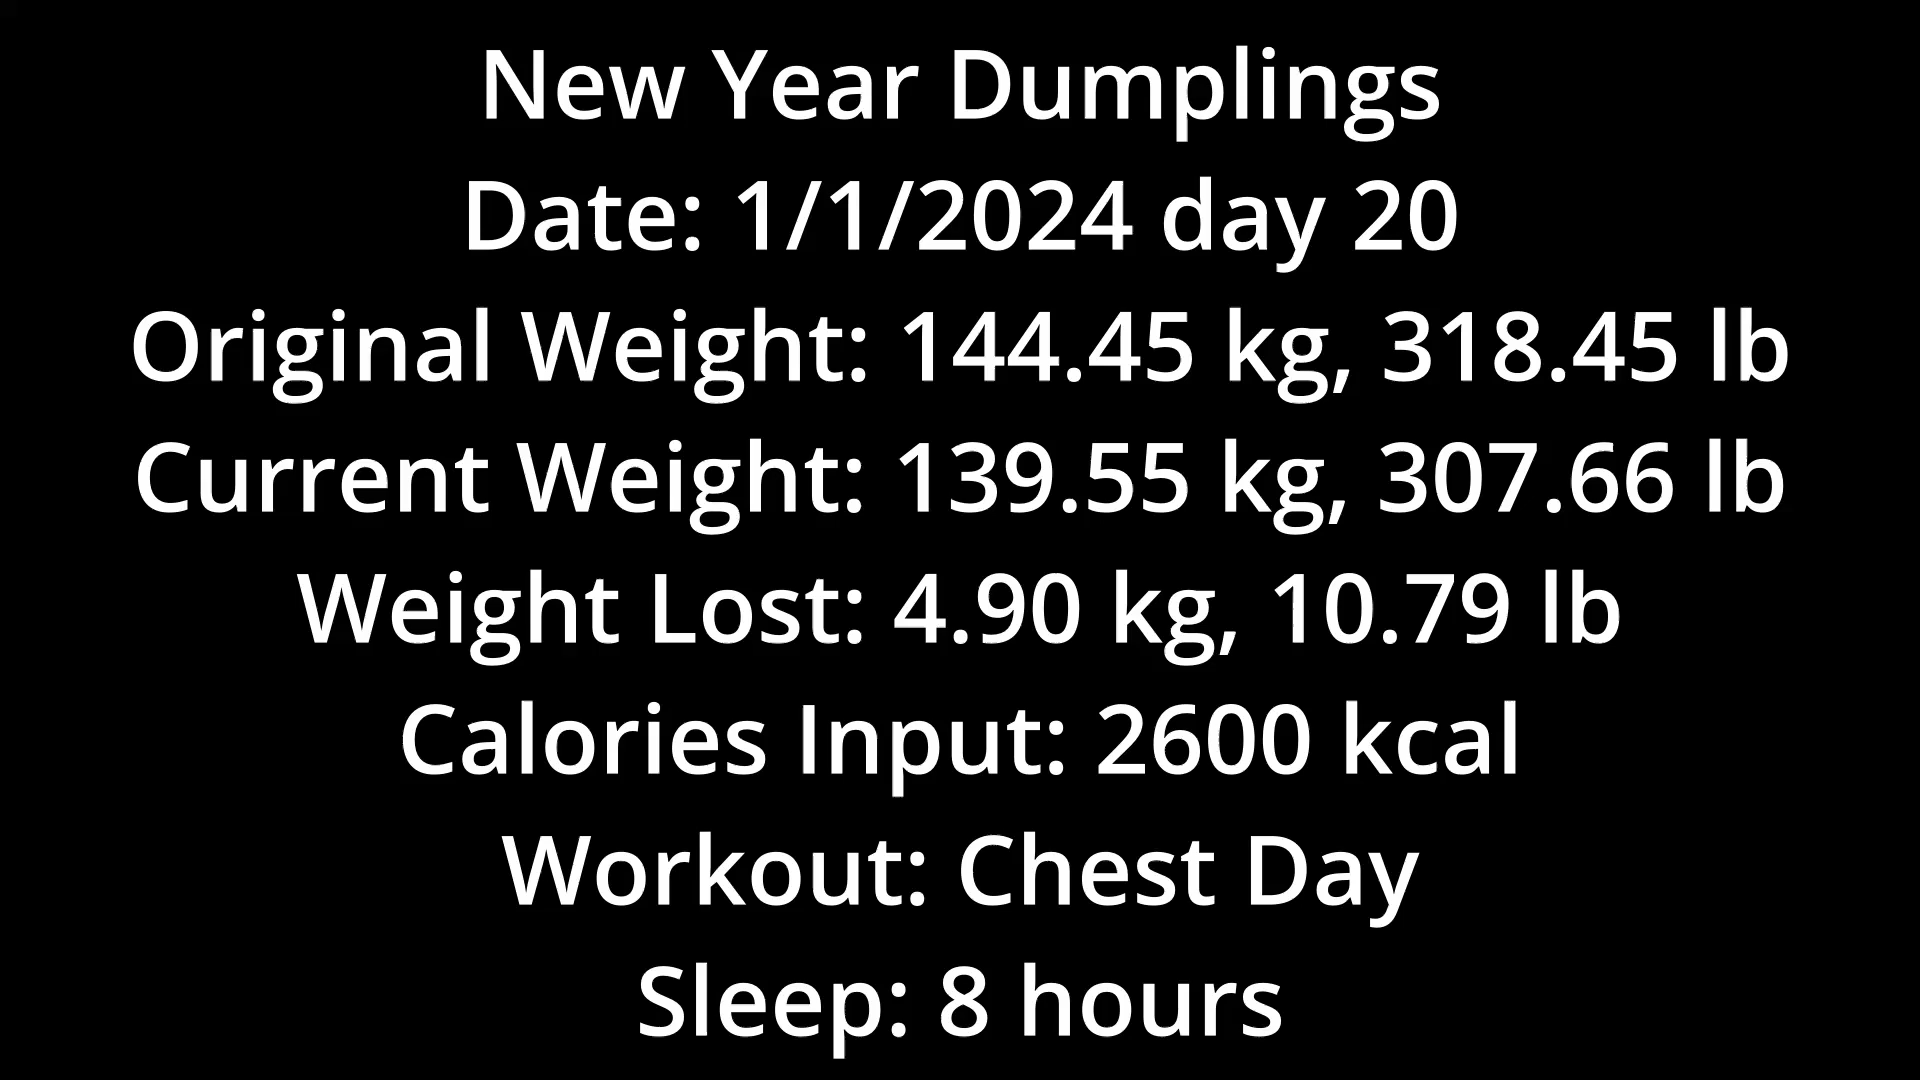 New Year Dumplings
Date: 1/1/2024 day 20
Original Weight: 144.45 kg, 318.45 lb
Current Weight: 139.55 kg, 307.66 lb
Weight Lost: 4.90 kg, 10.79 lb
Calories Input: 2600 kcal
Workout: Chest Day
Sleep: 8 hours